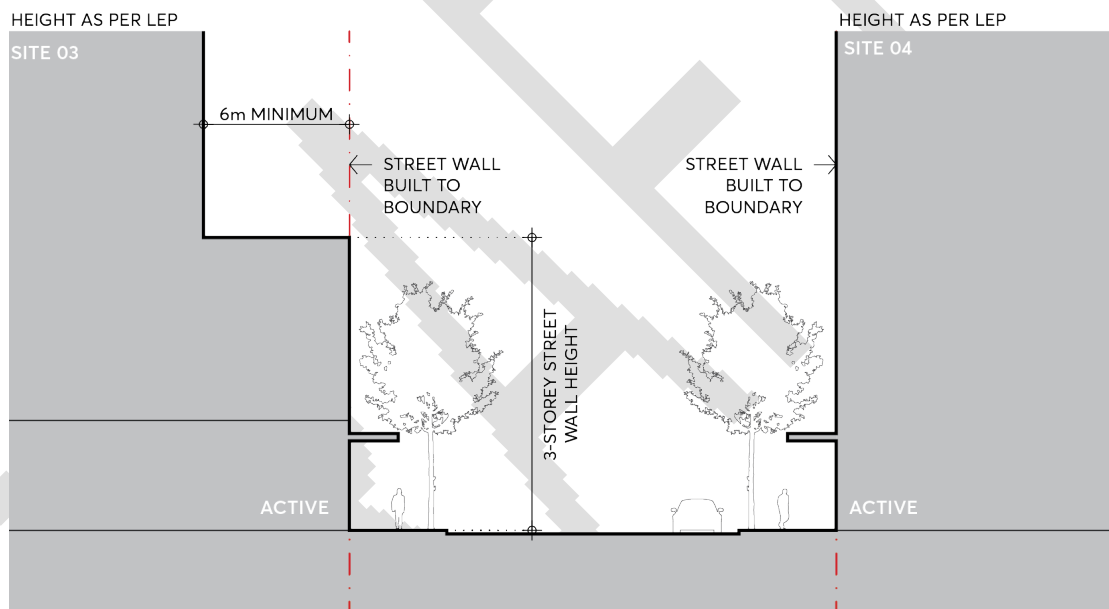 HEIGHT AS PER LEP
HEIGHT AS PER LEP
SITE 03
SITE 04
6m MINIMUM
STREET WALL
BUILT TO
BOUNDARY
STREET WALL
BUILT TO
BOUNDARY
3-STOREY STREET
WALL HEIGHT
ACTIVE
ACTIVE